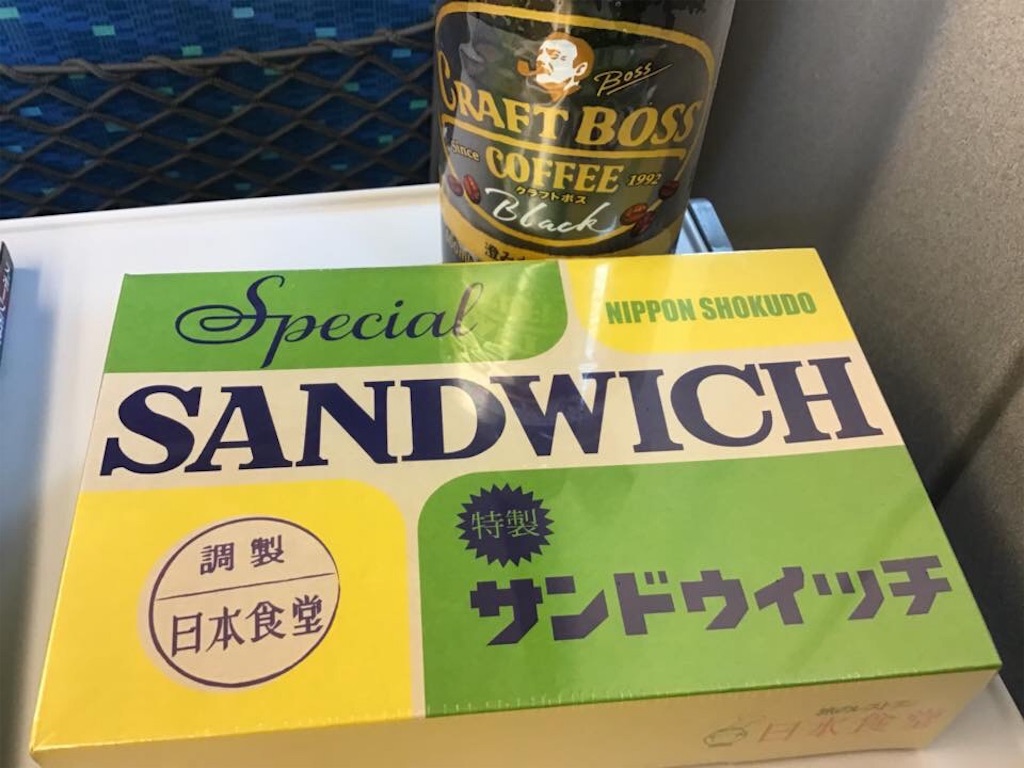 Boss
CRAFT BOSS
Since
COFFEE
1992
クラフトボス
Black
Special
NIPPON SHOKUDO
SANDWICH
特製
調製
日本食堂
サンドウイッチ
日本食堂